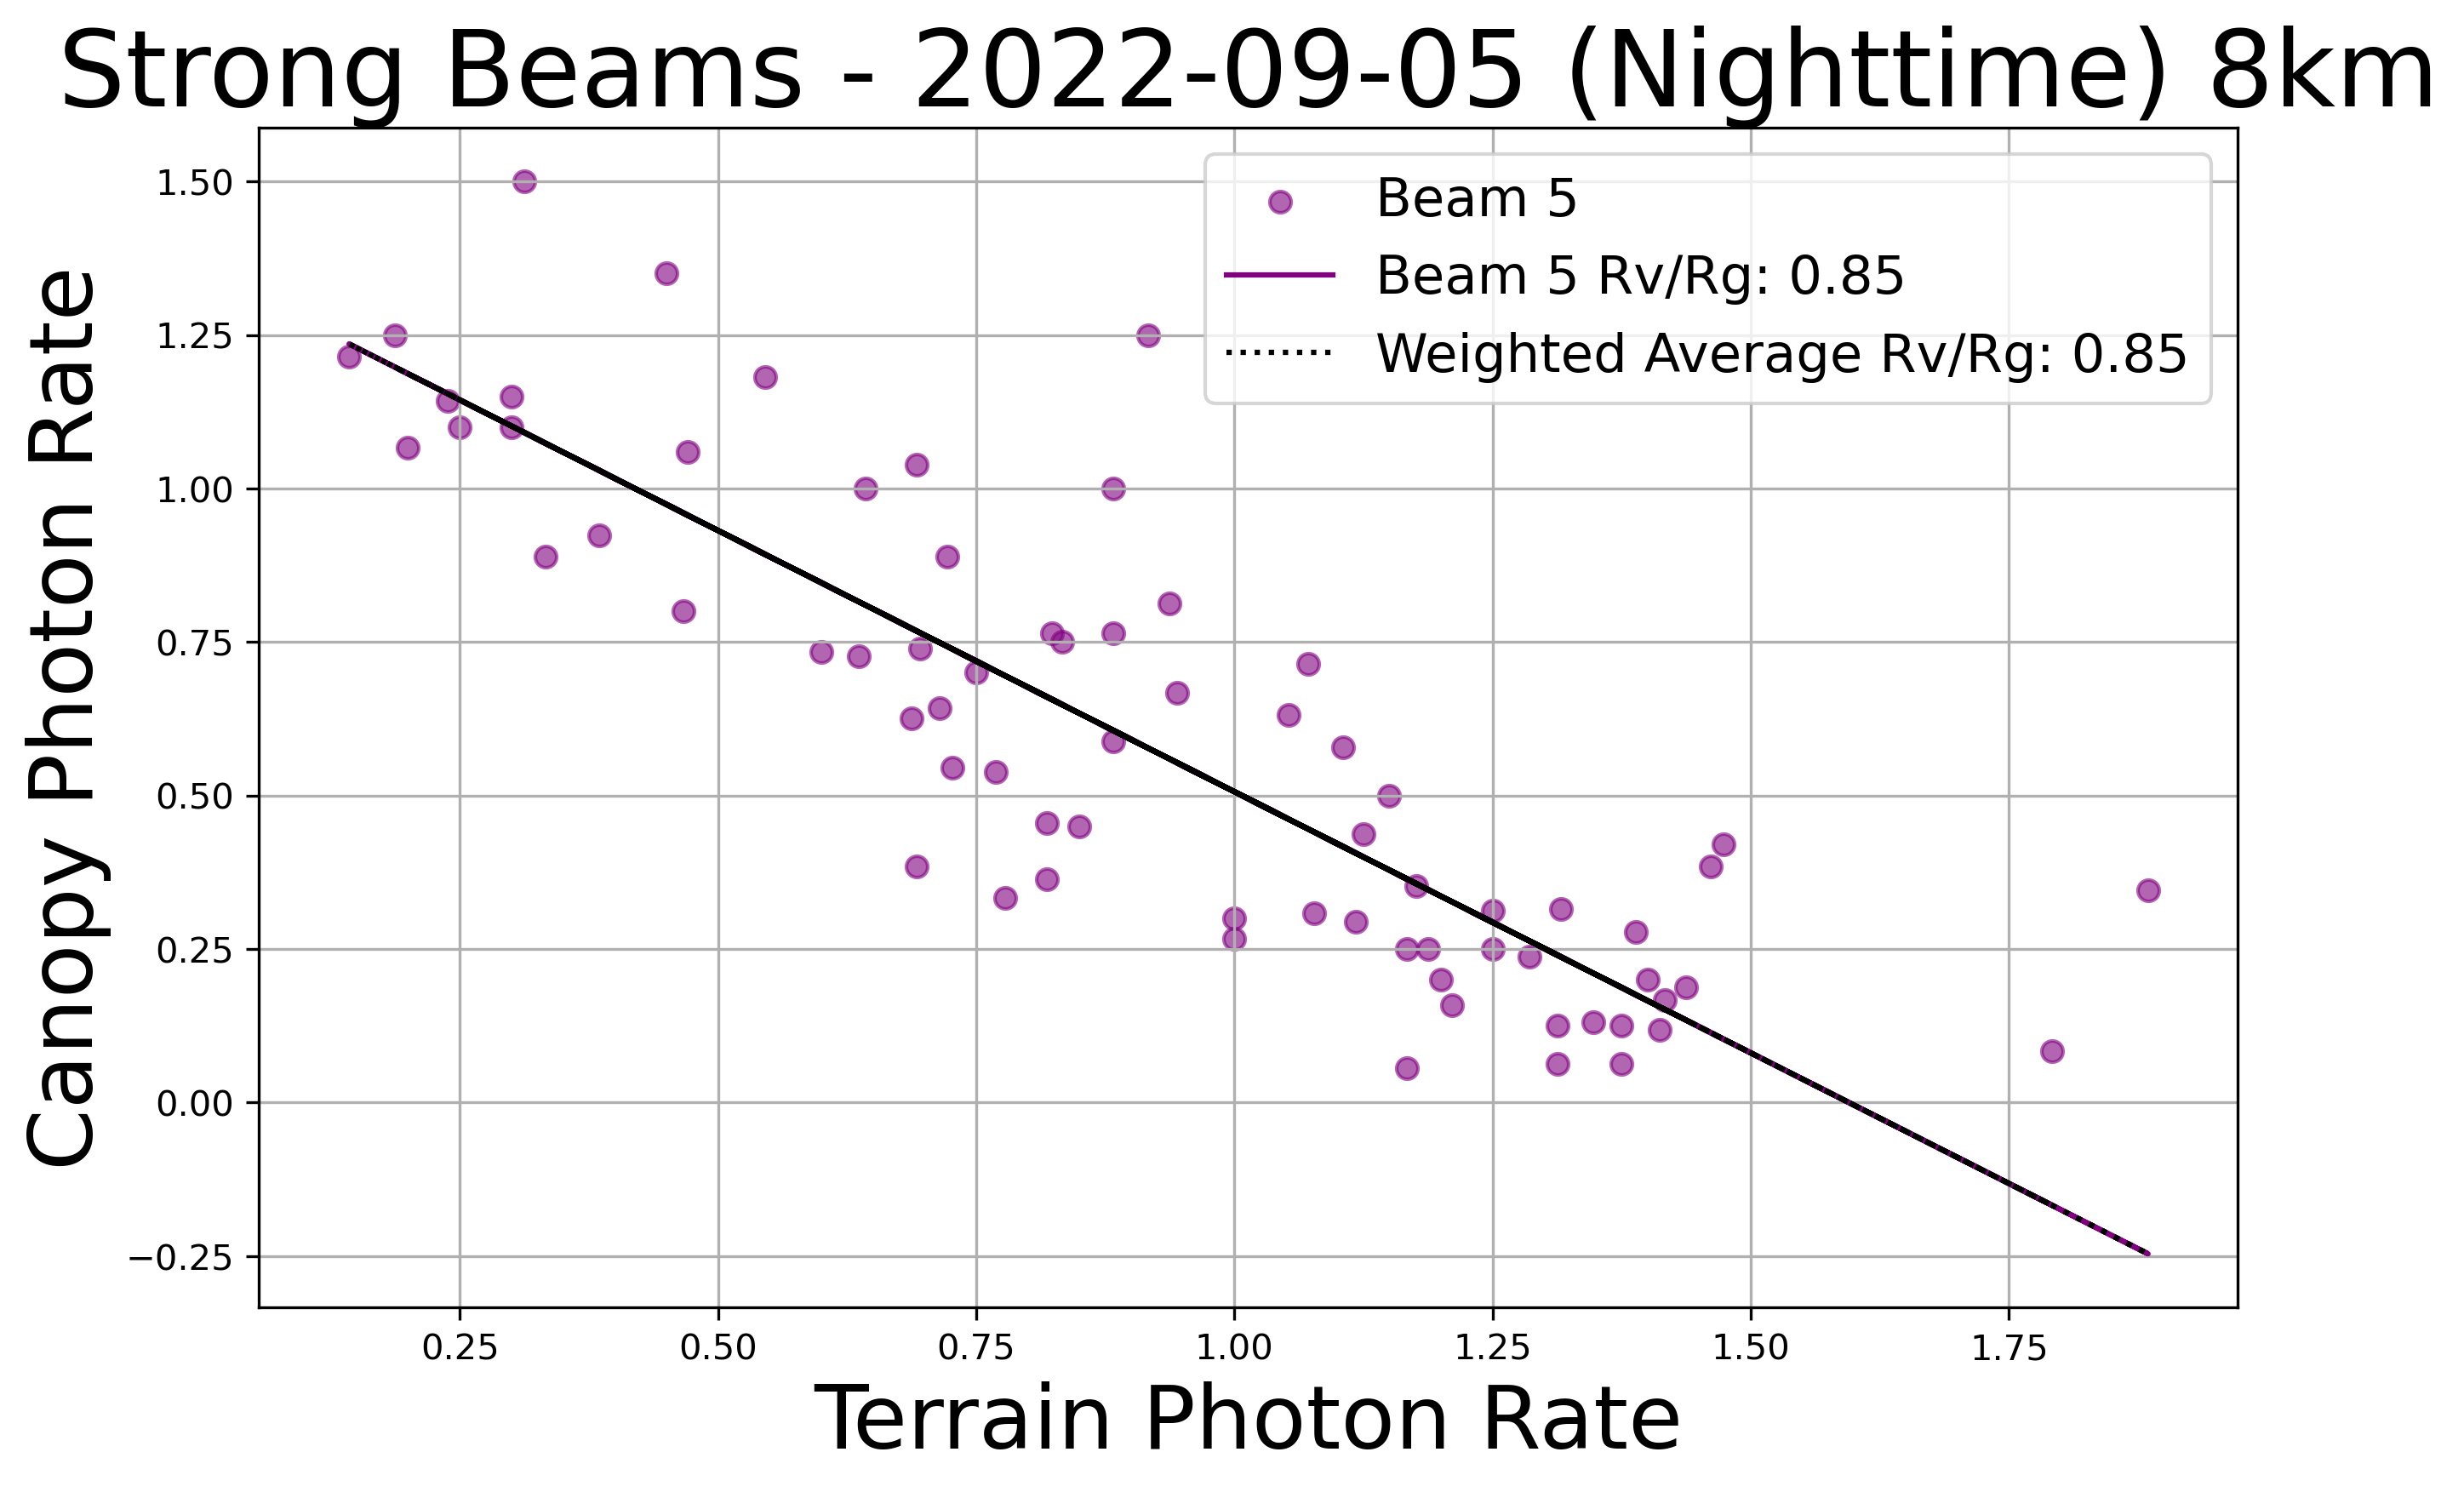 Strong Beams - 2022-09-05 (Nighttime) 8km
Beam 5
Beam 5 Rv/Rg: 0.85
Weighted Average Rv/Rg: 0.85
Canopy Photon Rate
1.50
1.25
1.00
0.75
0.50
0.25
0.00
−0.25
0.25 0.50 0.75 1.00 1.25 1.50 1.75
Terrain Photon Rate